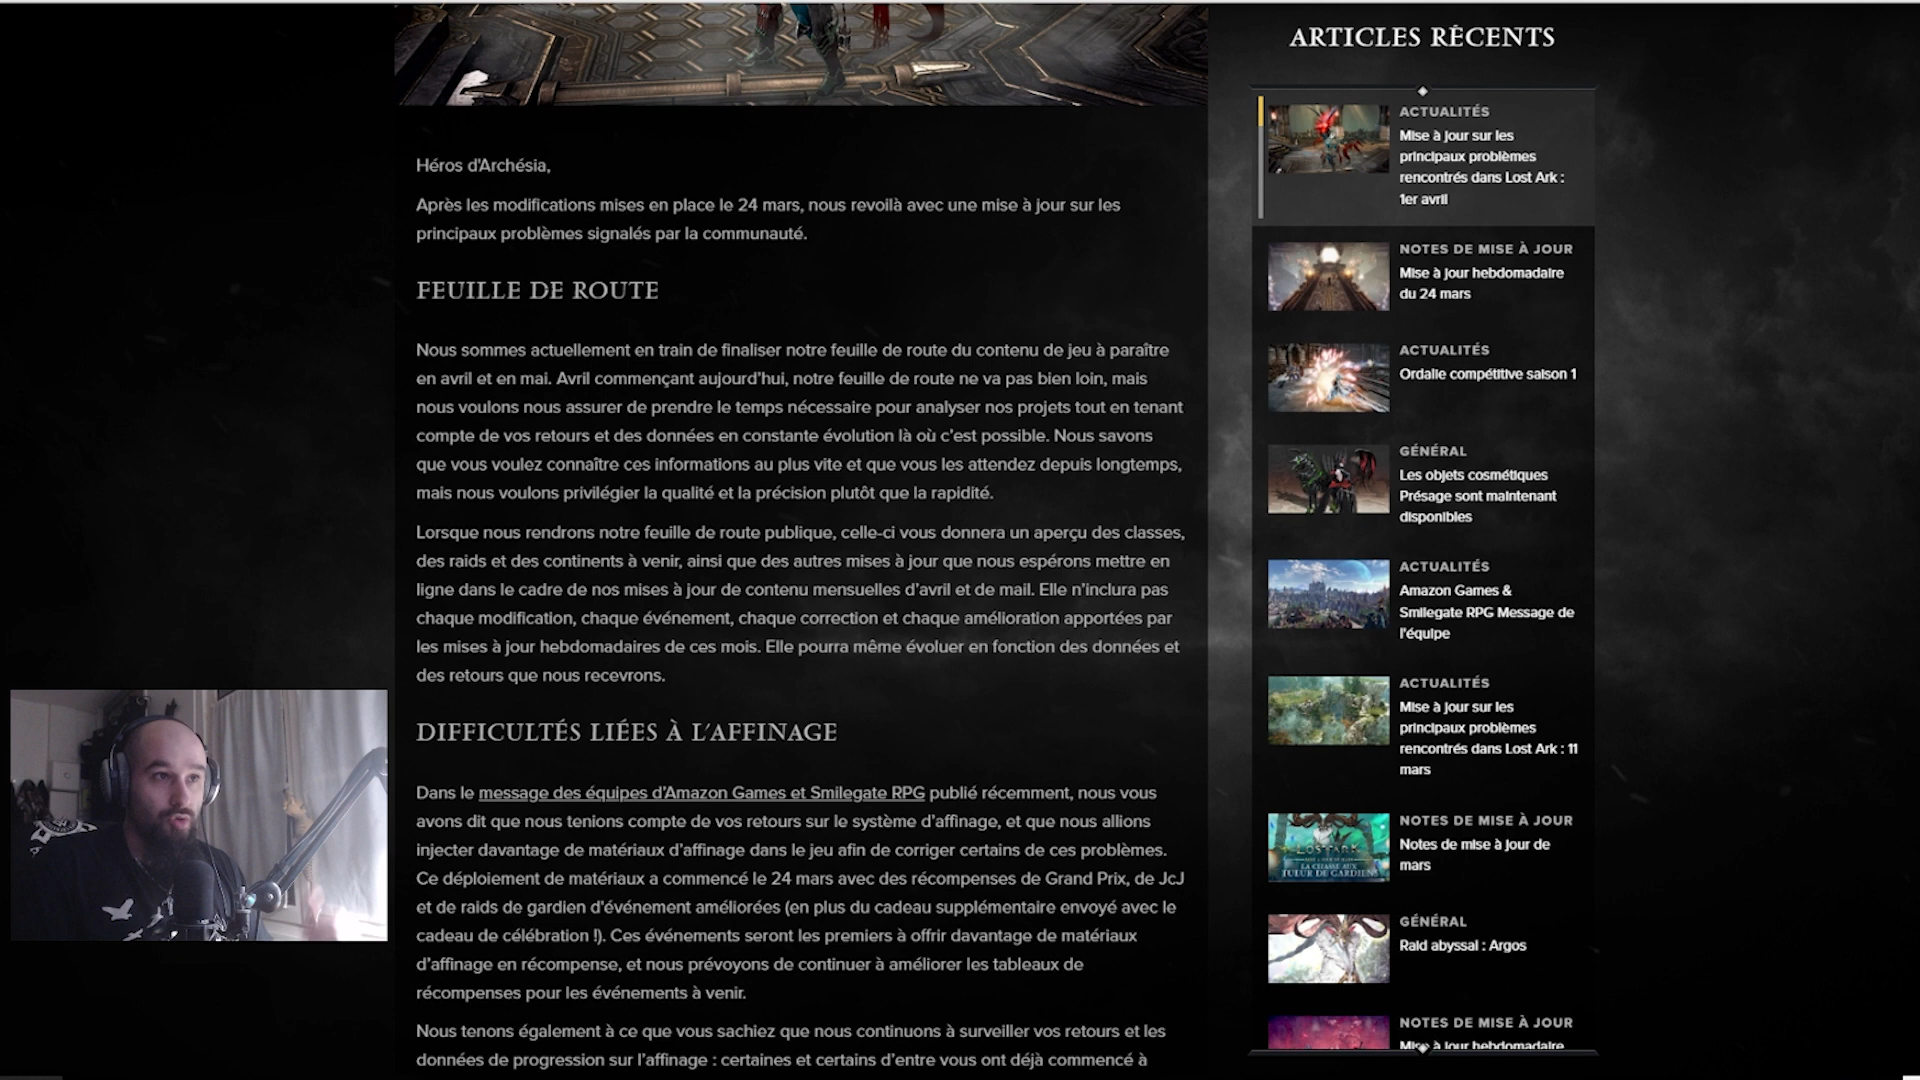 Héros d'Archésia,
Après les modifications mises en place le 24 mars, nous revoilà avec une mise à jour sur les
principaux problèmes signalés par la communauté.
FEUILLE DE ROUTE
Nous sommes actuellement en train de finaliser notre feuille de route du contenu de jeu à paraître
en avril et en mai. Avril commençant aujourd'hui, notre feuille de route ne va pas bien loin, mais
nous voulons nous assurer de prendre le temps nécessaire pour analyser nos projets tout en tenant
compte de vos retours et des données en constante évolution là où c'est possible. Nous savons
que vous voulez connaître ces informations au plus vite et que vous les attendez depuis longtemps,
mais nous voulons privilégier la qualité et la précision plutôt que la rapidité.
Lorsque nous rendrons notre feuille de route publique, celle-ci vous donnera un aperçu des classes,
des raids et des continents à venir, ainsi que des autres mises à jour que nous espérons mettre en
ligne dans le cadre de nos mises à jour de contenu mensuelles d'avril et de mail. Elle n'inclura pas
chaque modification, chaque événement, chaque correction et chaque amélioration apportées par
les mises à jour hebdomadaires de ces mois. Elle pourra même évoluer en fonction des données et
des retours que nous recevrons.
DIFFICULTÉS LIÉES À L'AFFINAGE
Dans le message des équipes d'Amazon Games et Smilegate RPG publié récemment, nous vous
avons dit que nous tenions compte de vos retours sur le système d'affinage, et que nous allions
injecter davantage de matériaux d'affinage dans le jeu afin de corriger certains de ces problèmes.
Ce déploiement de matériaux a commencé le 24 mars avec des récompenses de Grand Prix, de JcJ
et de raids de gardien d'événement améliorées (en plus du cadeau supplémentaire envoyé avec le
cadeau de célébration !). Ces événements seront les premiers à offrir davantage de matériaux
d'affinage en récompense, et nous prévoyons de continuer à améliorer les tableaux de
récompenses pour les événements à venir.
Nous tenons également à ce que vous sachiez que nous continuons à surveiller vos retours et les
données de progression sur l'affinage : certaines et certains d'entre vous ont déjà commencé à
ARTICLES RÉCENTS
ACTUALITÉS
Mise à jour sur les
principaux problèmes
rencontrés dans Lost Ark :
1er avril
NOTES DE MISE À JOUR
Mise à jour hebdomadaire
du 24 mars
ACTUALITÉS
Ordalie compétitive saison 1
GÉNÉRAL
Les objets cosmétiques
Présage sont maintenant
disponibles
ACTUALITÉS
Amazon Games &
Smilegate RPG Message de
l'équipe
ACTUALITÉS
Mise à jour sur les
principaux problèmes
rencontrés dans Lost Ark : 11
mars
LOST ARK
LA CHASSE AUX
TUEUR DE GARDIENS
NOTES DE MISE À JOUR
Notes de mise à jour de
mars
GÉNÉRAL
Raid abyssal : Argos
NOTES DE MISE À JOUR
Mise à jour hebdomadaire